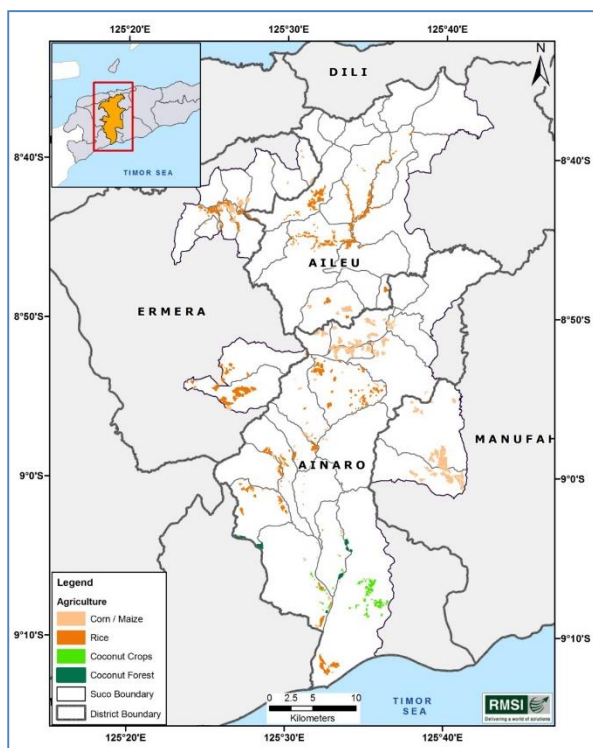 125°20'E 125°30'E 125°40'E
N
DILI
TIMOR SEA
8°40'S 8°40'S
AILEU
ERMERA
8°50'S 8°50'S
MANUFAH
AINARO
9°0'S 9°0'S
Legend
Agriculture
Corn / Maize
Rice
Coconut Crops
Coconut Forest
Suco Boundary
District Boundary
9°10'S 9°10'S
0 2.5 5 10
Kilometers
TIMOR
SEA
RMSI
Delivering a world of solutions
125°20'E 125°30'E 125°40'E